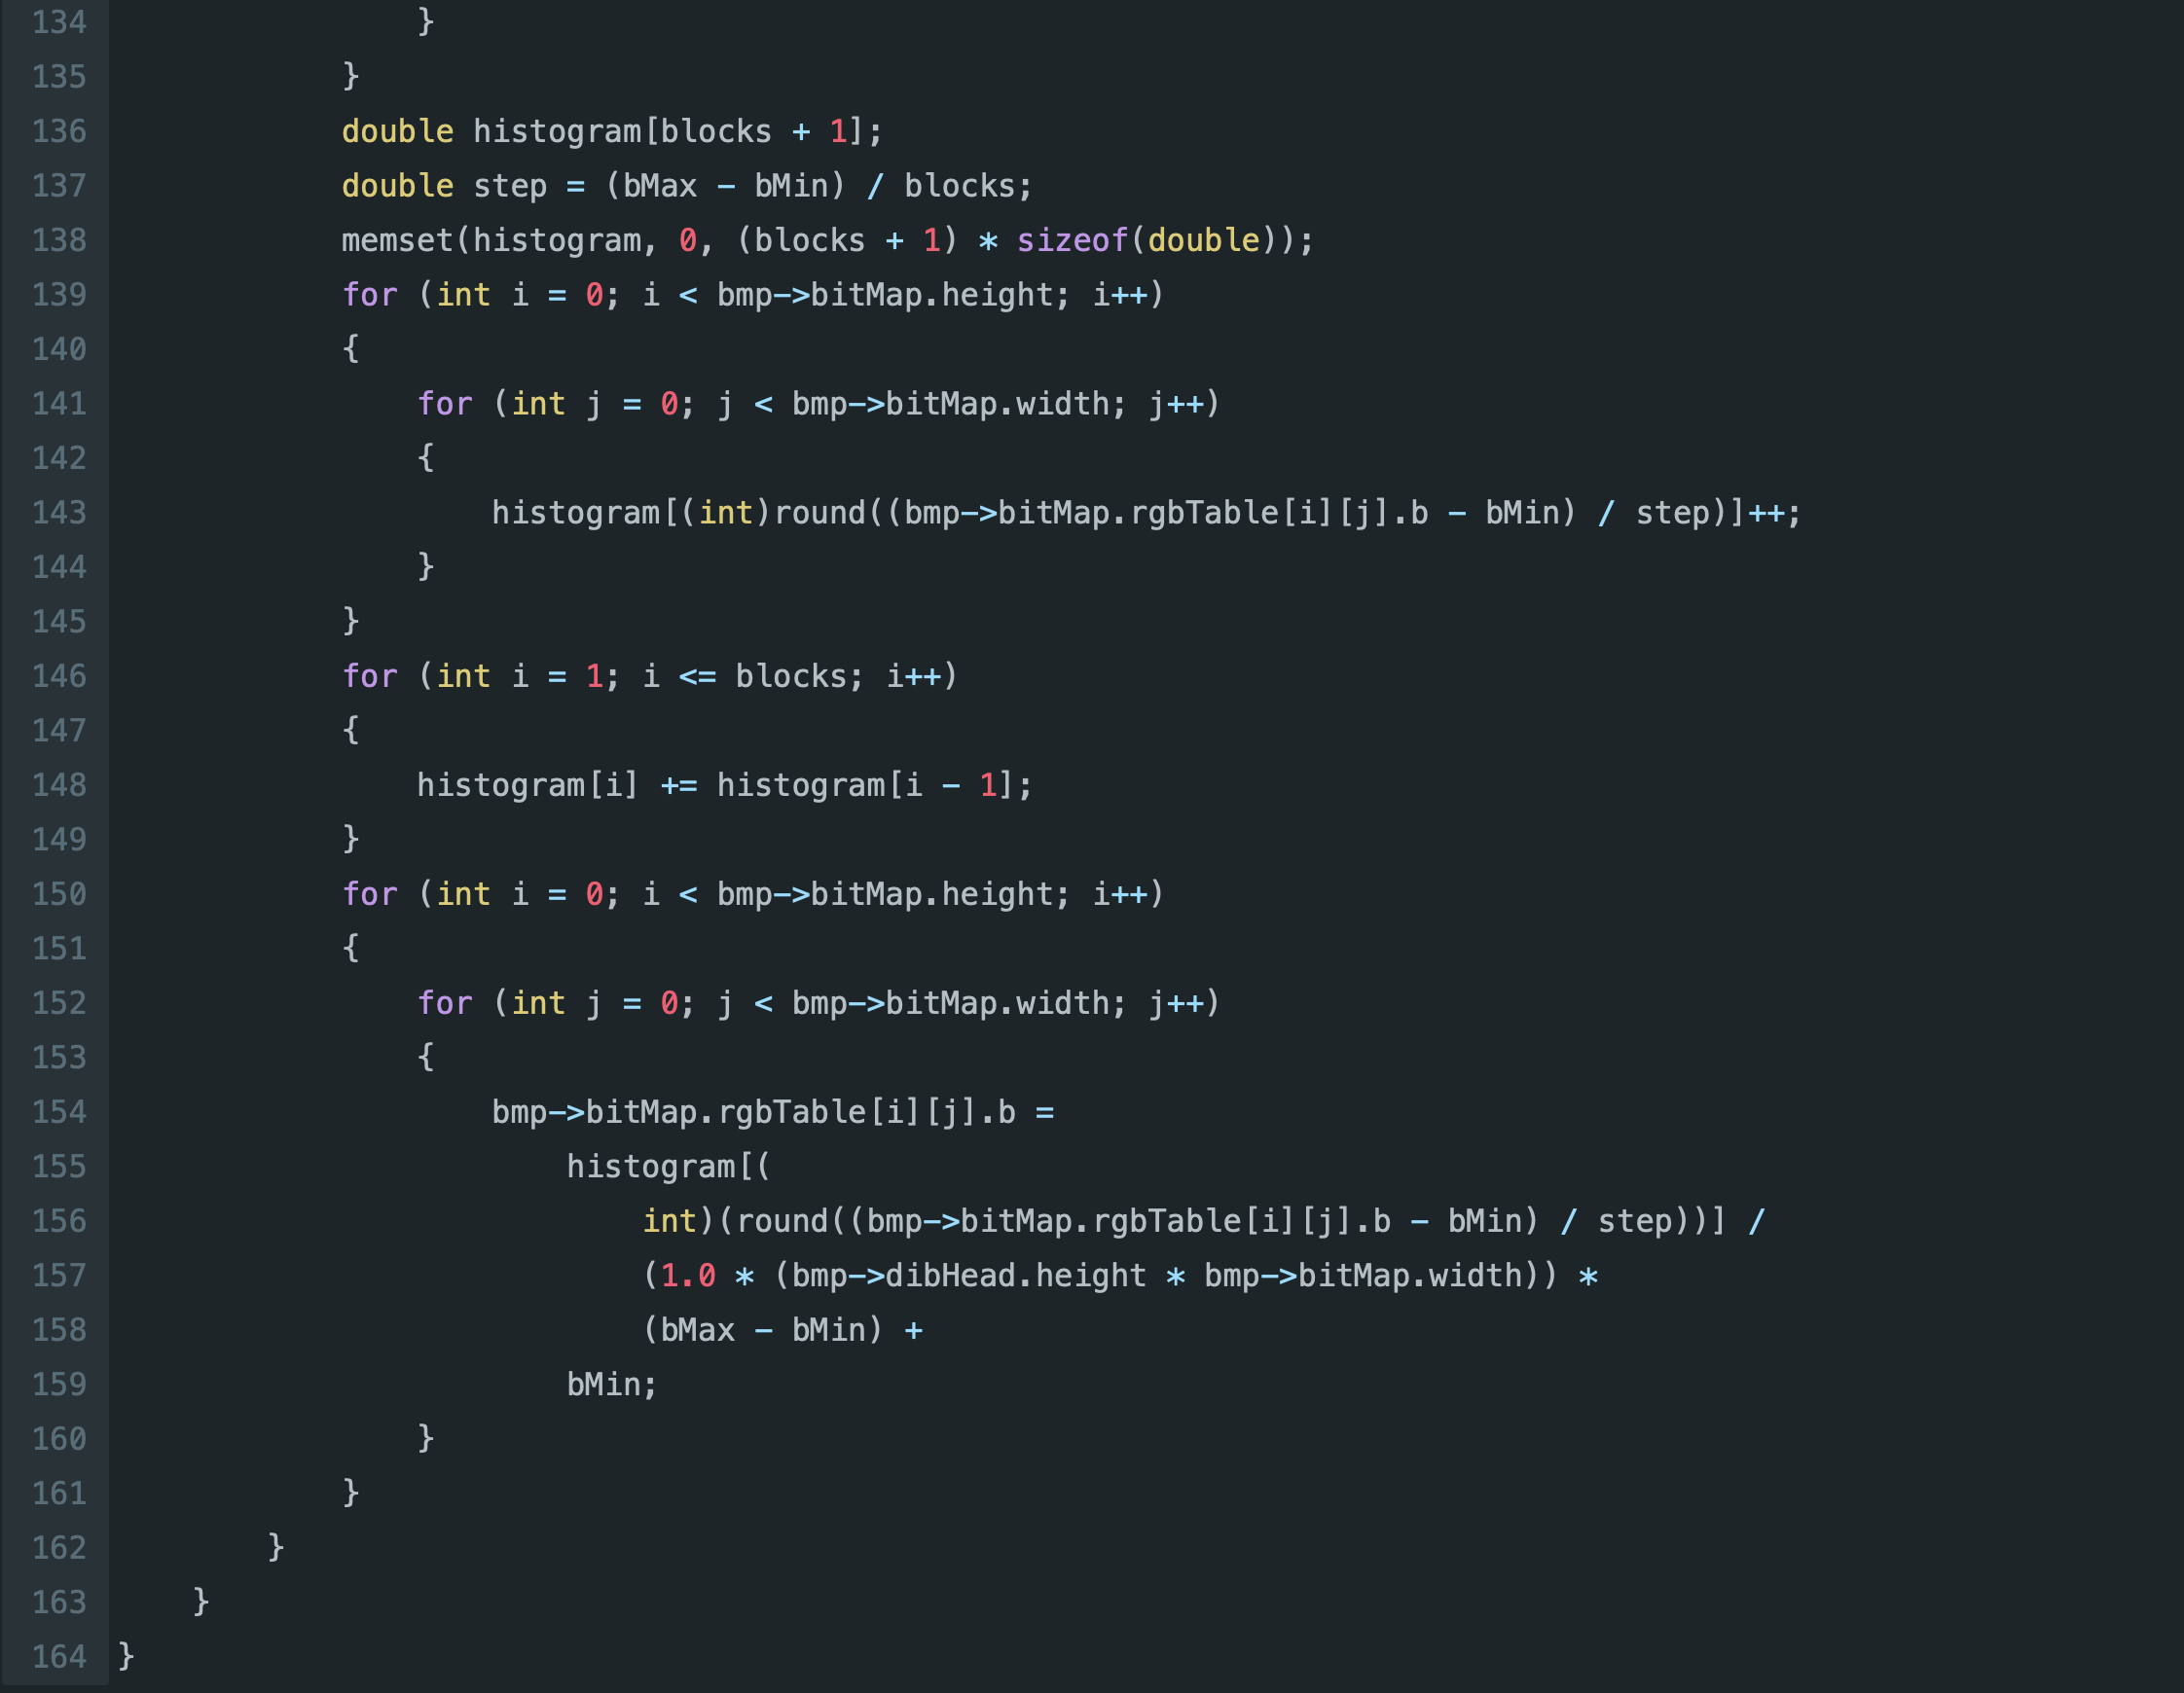 134                 }
135             }
136             double histogram[blocks + 1];
137             double step = (bMax - bMin) / blocks;
138             memset(histogram, 0, (blocks + 1) * sizeof(double));
139             for (int i = 0; i < bmp->bitMap.height; i++)
140             {
141                 for (int j = 0; j < bmp->bitMap.width; j++)
142                 {
143                     histogram[(int)round((bmp->bitMap.rgbTable[i][j].b - bMin) / step)]++;
144                 }
145             }
146             for (int i = 1; i <= blocks; i++)
147             {
148                 histogram[i] += histogram[i - 1];
149             }
150             for (int i = 0; i < bmp->bitMap.height; i++)
151             {
152                 for (int j = 0; j < bmp->bitMap.width; j++)
153                 {
154                     bmp->bitMap.rgbTable[i][j].b =
155                         histogram[(
156                             int)(round((bmp->bitMap.rgbTable[i][j].b - bMin) / step))] /
157                             (1.0 * (bmp->dibHead.height * bmp->bitMap.width)) *
158                             (bMax - bMin) +
159                         bMin;
160                 }
161             }
162         }
163     }
164 }